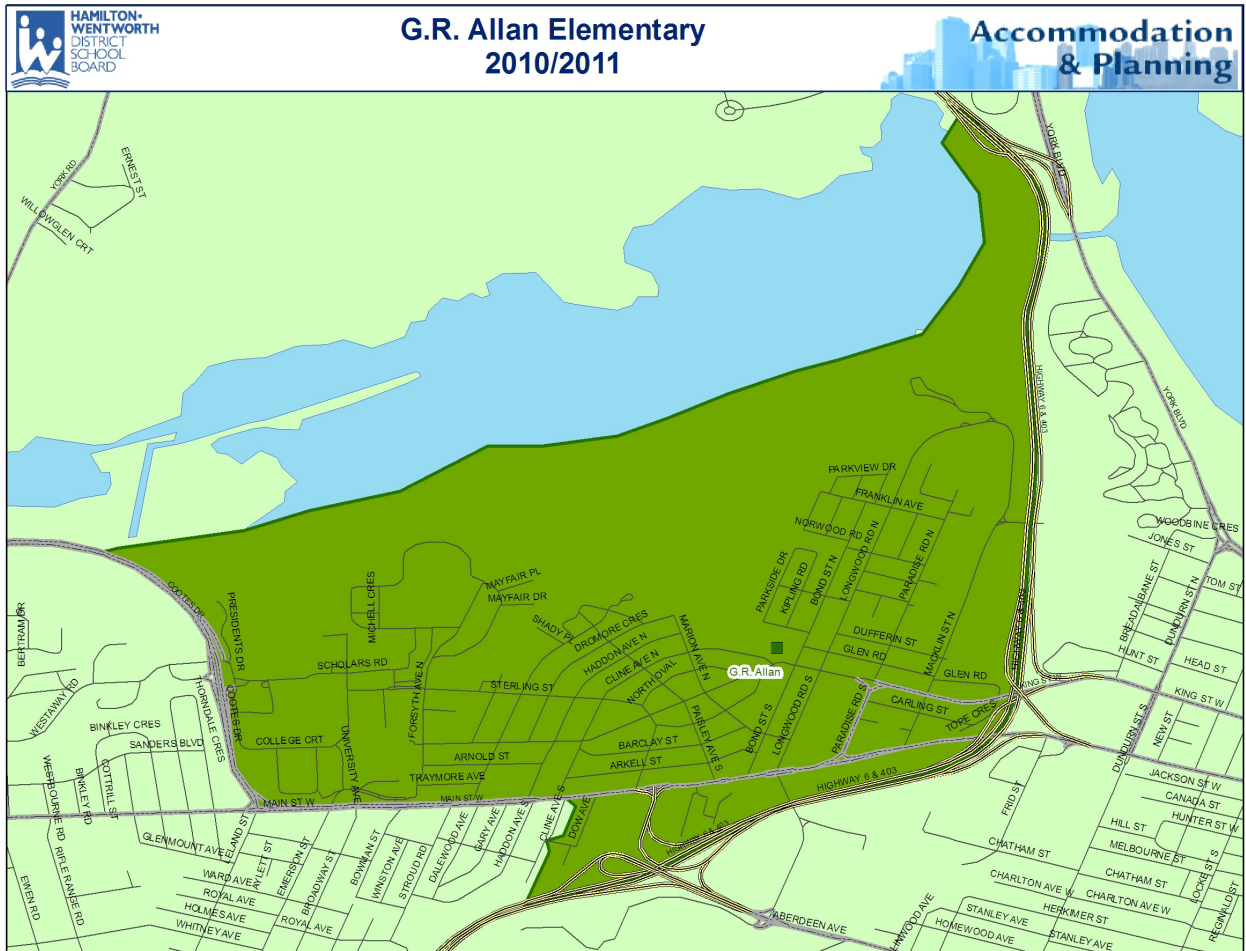 HAMILTON-
WENTWORTH
DISTRICT
SCHOOL
BOARD
G.R. Allan Elementary
2010/2011
Accommodation
& Planning
YORK RD
ERNEST ST
WILLOWGLEN CRT
YORK BLVD
HIGHWAY 6 & 403
YORK BLVD
PARKVIEW DR
FRANKLIN AVE
NORWOOD RD
LONGWOOD RD N
PARADISE RD N
BOND ST N
KIPLING RD
PARKSIDE DR
WOODBINE CRES
JONES ST
TOM ST
BREADALBANE ST
DUNDURN ST N
HUNT ST
HEAD ST
KING ST W
KING ST W
NEW ST
DUNDURN ST S
COOTES DR
PRESIDENTS DR
MICHELL CRES
MAYFAIR PL
MAYFAIR DR
SHADY PL
DROMORE CRES
HADDON AVE N
CLINE AVE N
NORTH OVAL
MARION AVE N
G.R. Allan
DUFFERIN ST
GLEN RD
MACKLIN ST N
GLEN RD
CARLING ST
TOPE CRES
BERTRAM DR
WESTAWAY RD
BINKLEY CRES
SANDERS BLVD
THORNDALE CRES
COOTES DR
SCHOLARS RD
FORSYTH AVE N
STERLING ST
COLLEGE CRT
UNIVERSITY AVE
ARNOLD ST
TRAYMORE AVE
BARCLAY ST
ARKELL ST
PAISLEY AVE S
BOND ST S
LONGWOOD RD S
PARADISE RD S
HIGHWAY 6 & 403
MAIN ST W
MAIN ST W
WESTBOURNE RD
BINKLEY RD
COTTRILL ST
RIFLE RANGE RD
EWEN RD
GLENMOUNT AVE
LELAND ST
WARD AVE
AYLETT ST
ROYAL AVE
HOLMES AVE
WHITNEY AVE
ROYAL AVE
EMERSON ST
BROADWAY ST
BOWMAN ST
WINSTON AVE
STROUD RD
DALEWOOD AVE
GARY AVE
HADDON AVE S
CLINE AVE S
DOW AVE
HIGHWAY 6 & 403
ABERDEEN AVE
FRID ST
JACKSON ST W
CANADA ST
HUNTER ST W
HILL ST
MELBOURNE ST
CHATHAM ST
CHATHAM ST
LOCKE ST S
CHARLTON AVE W
CHARLTON AVE W
HERKIMER ST
STANLEY AVE
STANLEY AVE
HOMEWOOD AVE
REGINALD ST